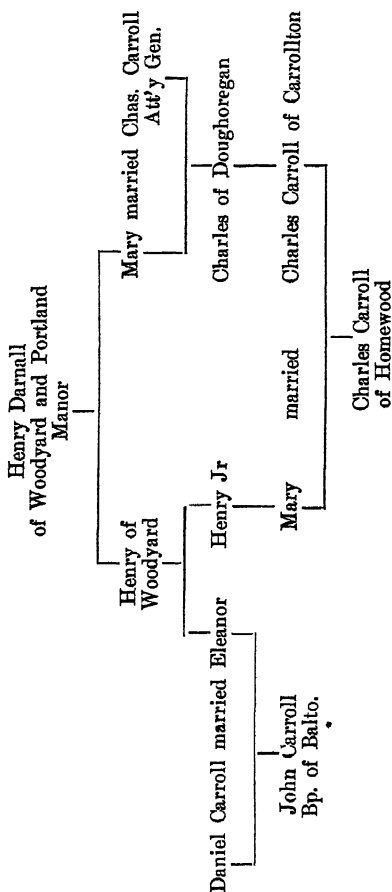 Henry Darnall
of Woodyard and Portland
Manor
Henry of
Woodyard
Mary married Chas. Carroll
Att'y Gen.
Daniel Carroll married Eleanor
Henry Jr
Charles of Doughoregan
John Carroll
Bp. of Balto.
Mary married Charles Carroll of Carrollton
Charles Carroll
of Homewood